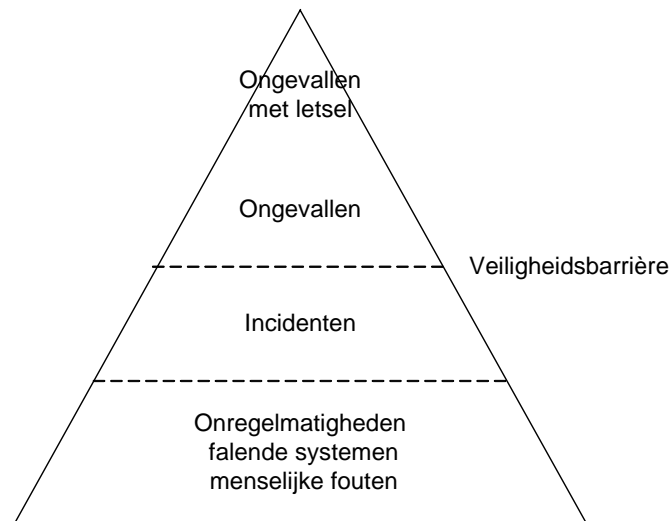 Ongevallen
met letsel
Ongevallen
Veiligheidsbarrière
Incidenten
Onregelmatigheden
falende systemen
menselijke fouten